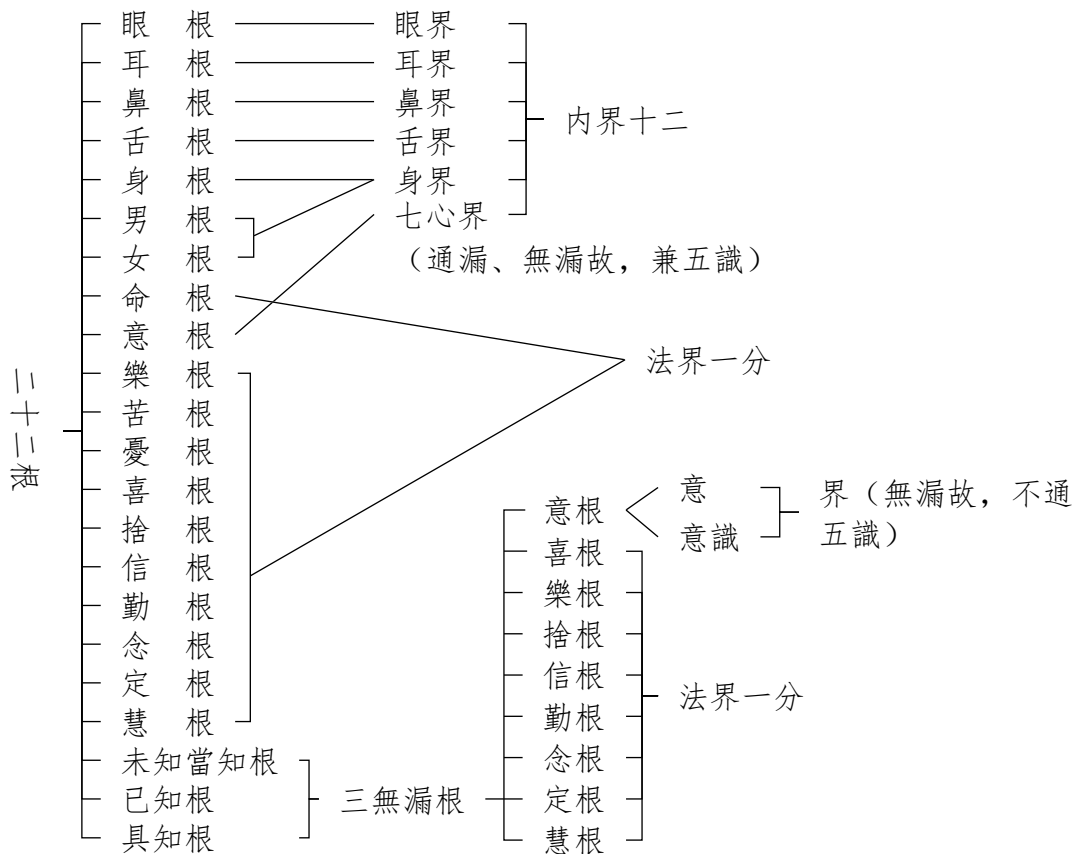 二十二根
眼　根
耳　根
鼻　根
舌　根
身　根
男　根
女　根
命　根
意　根
樂　根
苦　根
憂　根
喜　根
捨　根
信　根
勤　根
念　根
定　根
慧　根
未知當知根
已知根
具知根
眼界
耳界
鼻界
舌界
身界
七心界
（通漏、無漏故，兼五識）
内界十二
法界一分
三無漏根
意根
喜根
樂根
捨根
信根
勤根
念根
定根
慧根
意
意識
界（無漏故，不通
五識）
法界一分